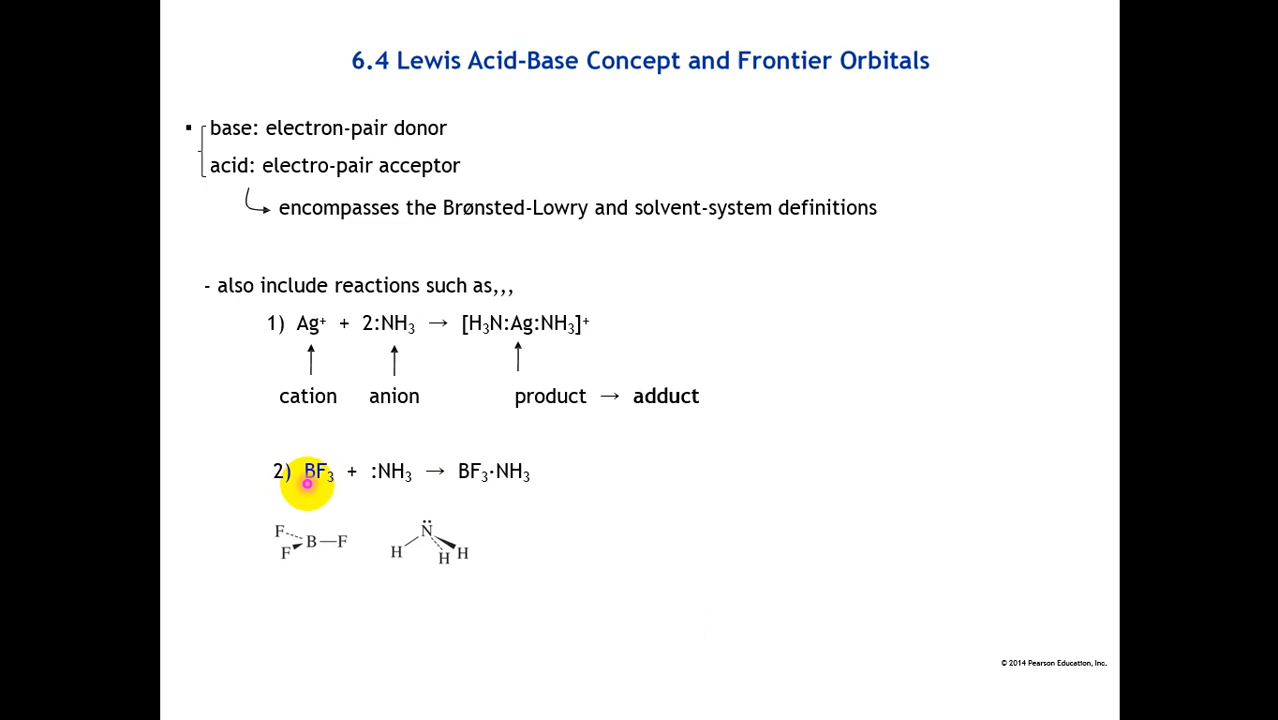 6.4 Lewis Acid-Base Concept and Frontier Orbitals
▪ base: electron-pair donor
acid: electro-pair acceptor
encompasses the Brønsted-Lowry and solvent-system definitions
- also include reactions such as,,,
1) Ag⁺ + 2:NH₃ → [H₃N:Ag:NH₃]⁺
cation anion product → adduct
2) BF₃ + :NH₃ → BF₃·NH₃
F N̈
B—F
F H H H
© 2014 Pearson Education, Inc.